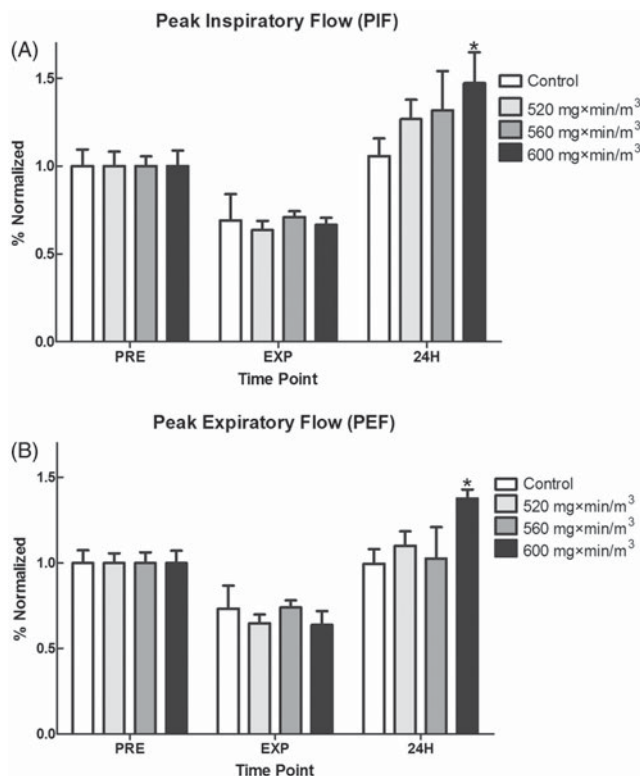 Peak Inspiratory Flow (PIF)
(A)
*
1.5
1.0
0.5
0.0
% Normalized
Control
520 mg×min/m³
560 mg×min/m³
600 mg×min/m³
PRE EXP 24H
Time Point
Peak Expiratory Flow (PEF)
(B)
*
1.5
1.0
0.5
0.0
% Normalized
Control
520 mg×min/m³
560 mg×min/m³
600 mg×min/m³
PRE EXP 24H
Time Point